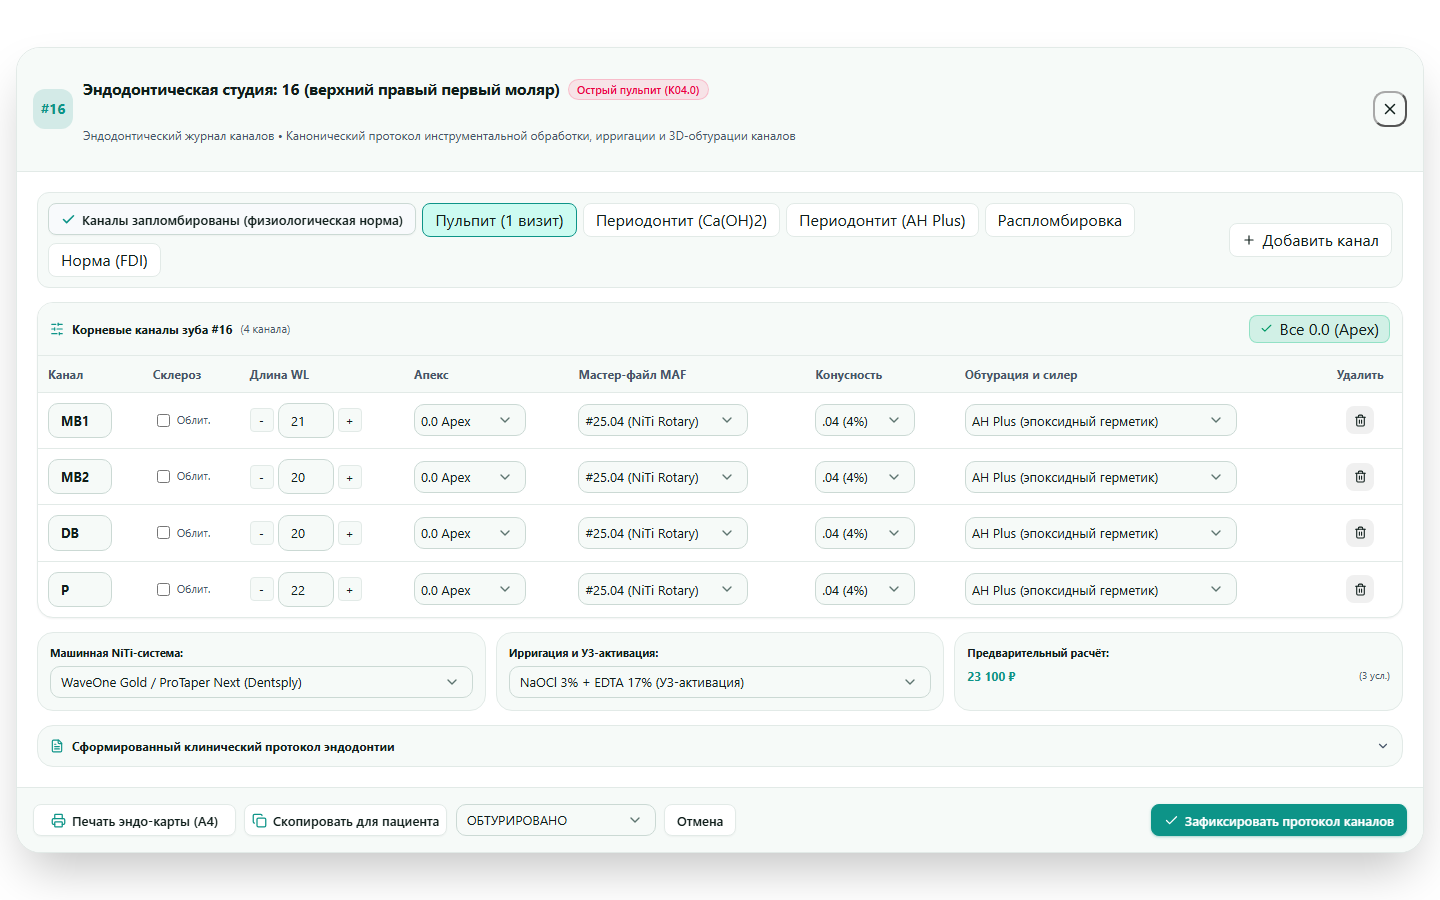 #16
Эндодонтическая студия: 16 (верхний правый первый моляр)
Острый пульпит (K04.0)
Эндодонтический журнал каналов • Канонический протокол инструментальной обработки, ирригации и 3D-обтурации каналов
Каналы запломбированы (физиологическая норма)
Пульпит (1 визит)
Периодонтит (Ca(OH)2)
Периодонтит (AH Plus)
Распломбировка
Норма (FDI)
+ Добавить канал
Корневые каналы зуба #16 (4 канала)
Все 0.0 (Apex)
Канал Склероз Длина WL Апекс Мастер-файл MAF Конусность Обтурация и силер Удалить
MB1 Облит. - 21 + 0.0 Apex #25.04 (NiTi Rotary) .04 (4%) AH Plus (эпоксидный герметик)
MB2 Облит. - 20 + 0.0 Apex #25.04 (NiTi Rotary) .04 (4%) AH Plus (эпоксидный герметик)
DB Облит. - 20 + 0.0 Apex #25.04 (NiTi Rotary) .04 (4%) AH Plus (эпоксидный герметик)
P Облит. - 22 + 0.0 Apex #25.04 (NiTi Rotary) .04 (4%) AH Plus (эпоксидный герметик)
Машинная NiTi-система:
WaveOne Gold / ProTaper Next (Dentsply)
Ирригация и УЗ-активация:
NaOCl 3% + EDTA 17% (УЗ-активация)
Предварительный расчёт:
23 100 ₽ (3 усл.)
Сформированный клинический протокол эндодонтии
Печать эндо-карты (А4)
Скопировать для пациента
ОБТУРИРОВАНО
Отмена
Зафиксировать протокол каналов